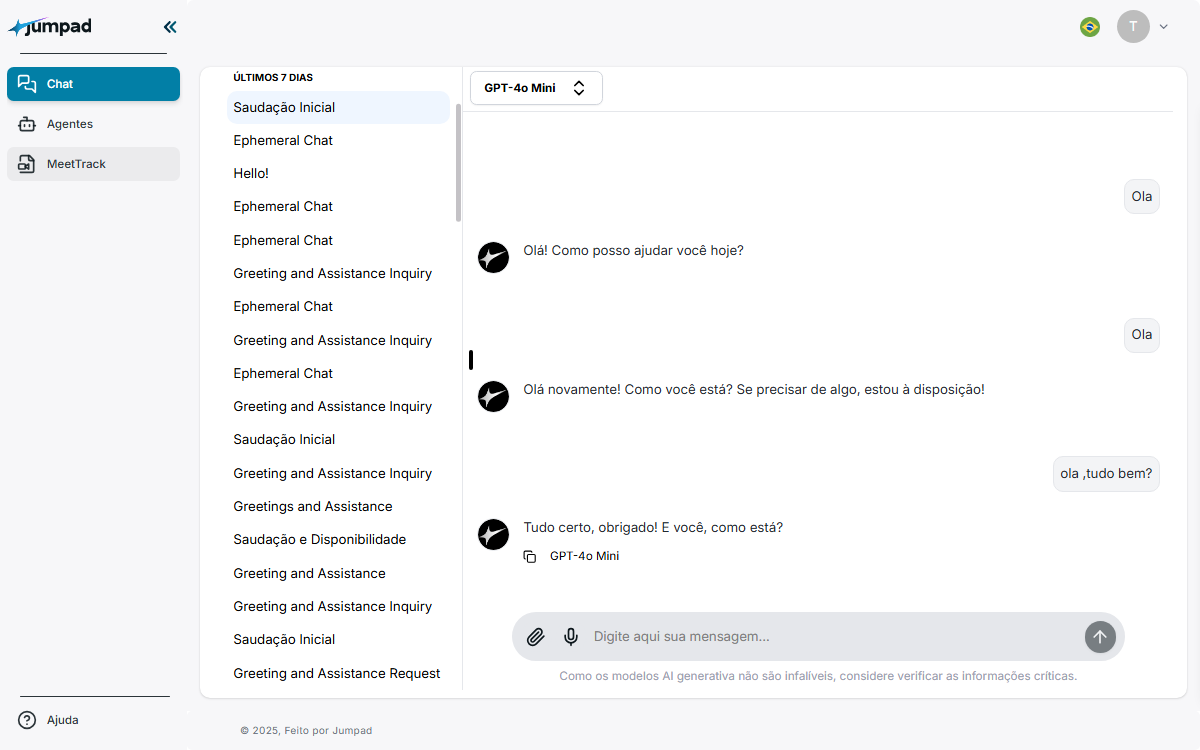 Jumpad
T
Chat
Agentes
MeetTrack
Ajuda
ÚLTIMOS 7 DIAS
Saudação Inicial
Ephemeral Chat
Hello!
Ephemeral Chat
Ephemeral Chat
Greeting and Assistance Inquiry
Ephemeral Chat
Greeting and Assistance Inquiry
Ephemeral Chat
Greeting and Assistance Inquiry
Saudação Inicial
Greeting and Assistance Inquiry
Greetings and Assistance
Saudação e Disponibilidade
Greeting and Assistance
Greeting and Assistance Inquiry
Saudação Inicial
Greeting and Assistance Request
GPT-4o Mini
Ola
Olá! Como posso ajudar você hoje?
Ola
Olá novamente! Como você está? Se precisar de algo, estou à disposição!
ola ,tudo bem?
Tudo certo, obrigado! E você, como está?
GPT-4o Mini
Digite aqui sua mensagem...
Como os modelos AI generativa não são infalíveis, considere verificar as informações críticas.
© 2025, Feito por Jumpad